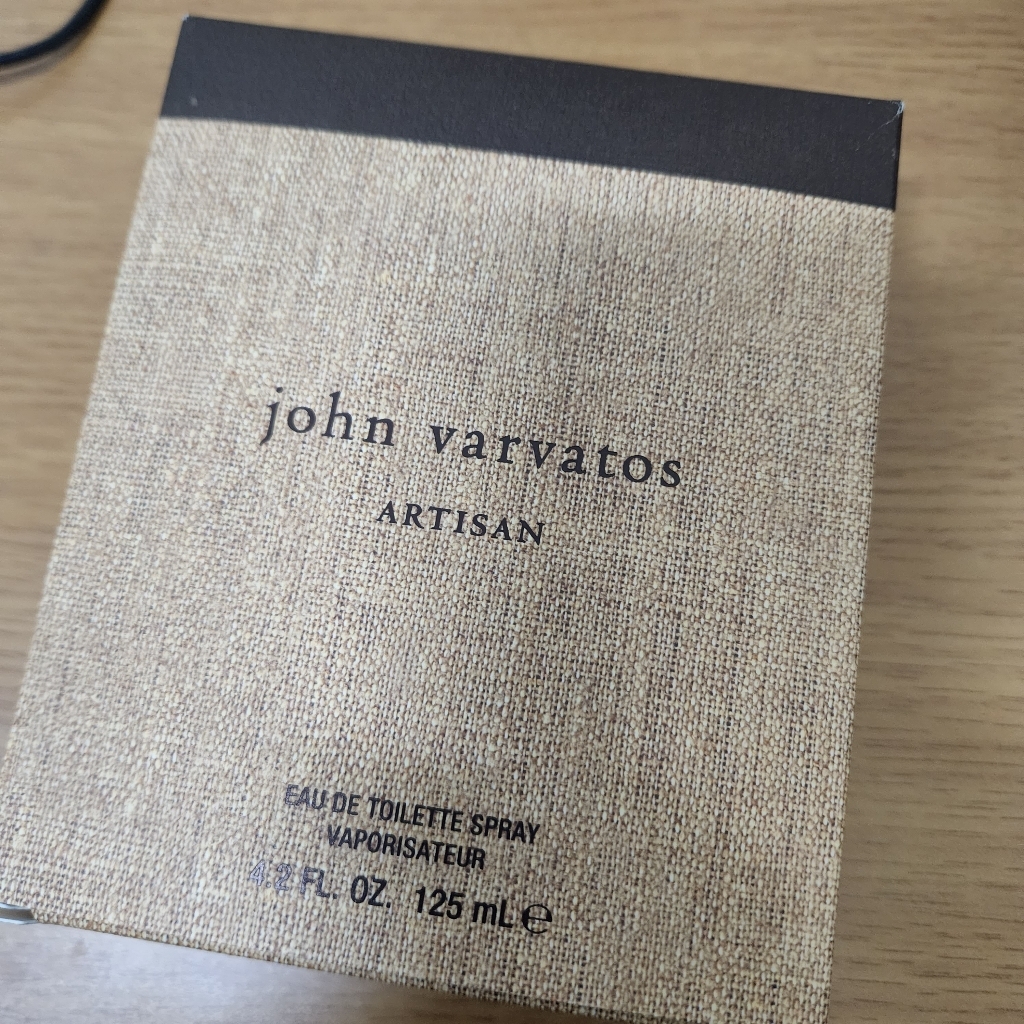 john varvatos
ARTISAN
EAU DE TOILETTE SPRAY
VAPORISATEUR
4.2 FL. OZ. 125 mL ℮